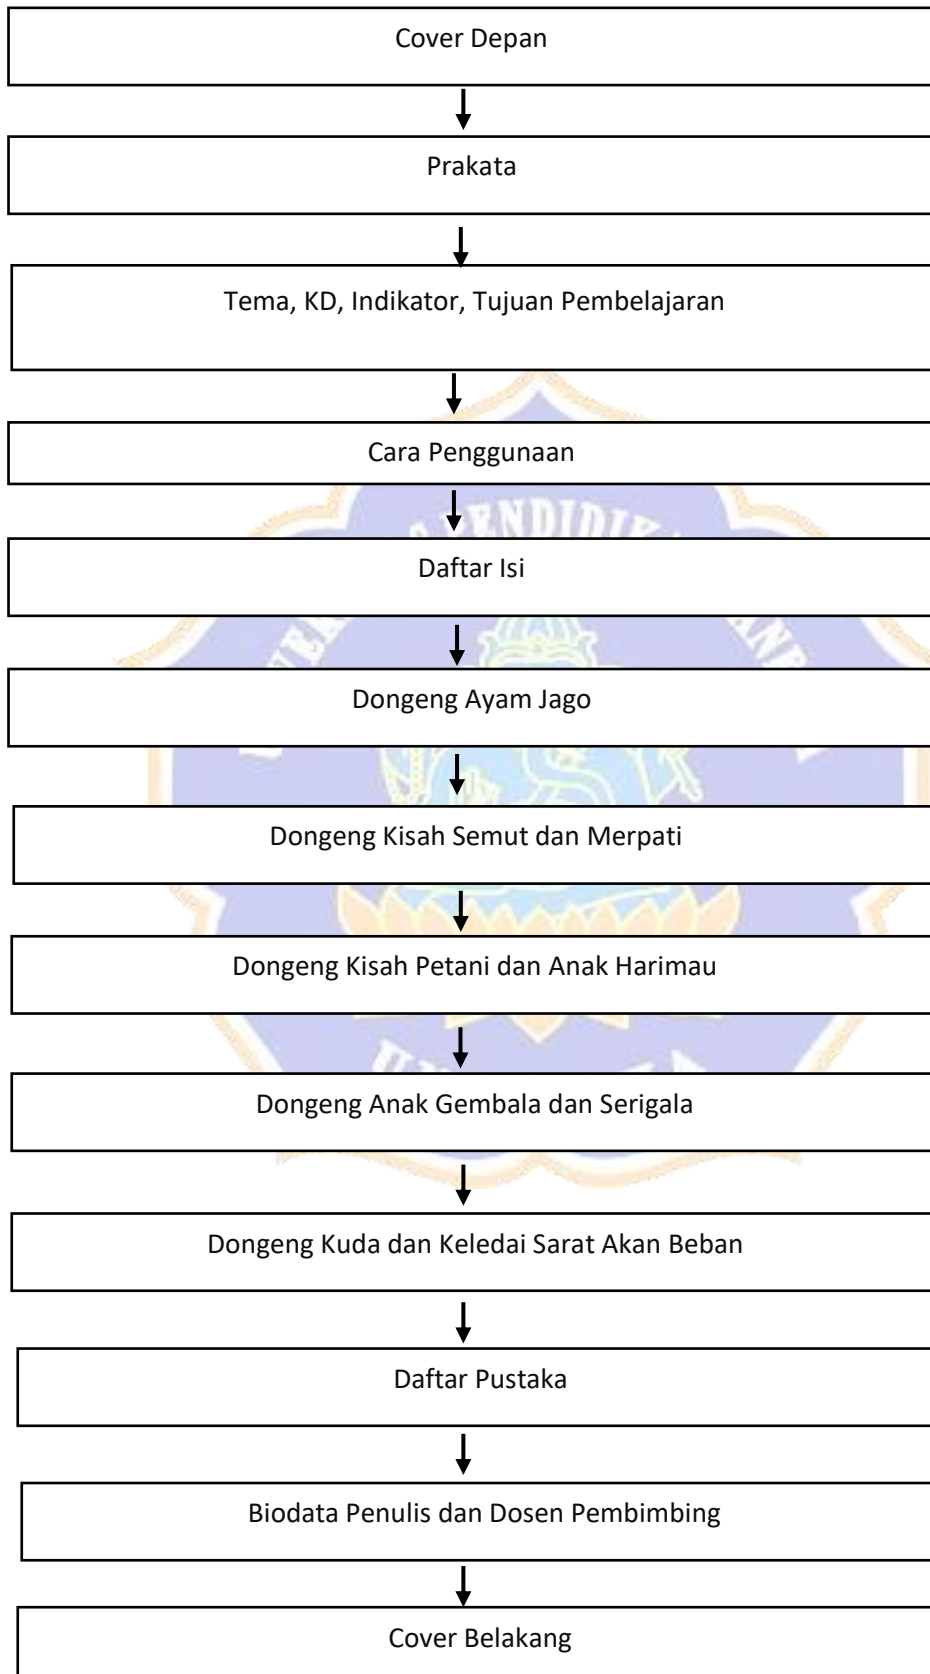 Cover Depan
Prakata
Tema, KD, Indikator, Tujuan Pembelajaran
Cara Penggunaan
Daftar Isi
Dongeng Ayam Jago
Dongeng Kisah Semut dan Merpati
Dongeng Kisah Petani dan Anak Harimau
Dongeng Anak Gembala dan Serigala
Dongeng Kuda dan Keledai Sarat Akan Beban
Daftar Pustaka
Biodata Penulis dan Dosen Pembimbing
Cover Belakang